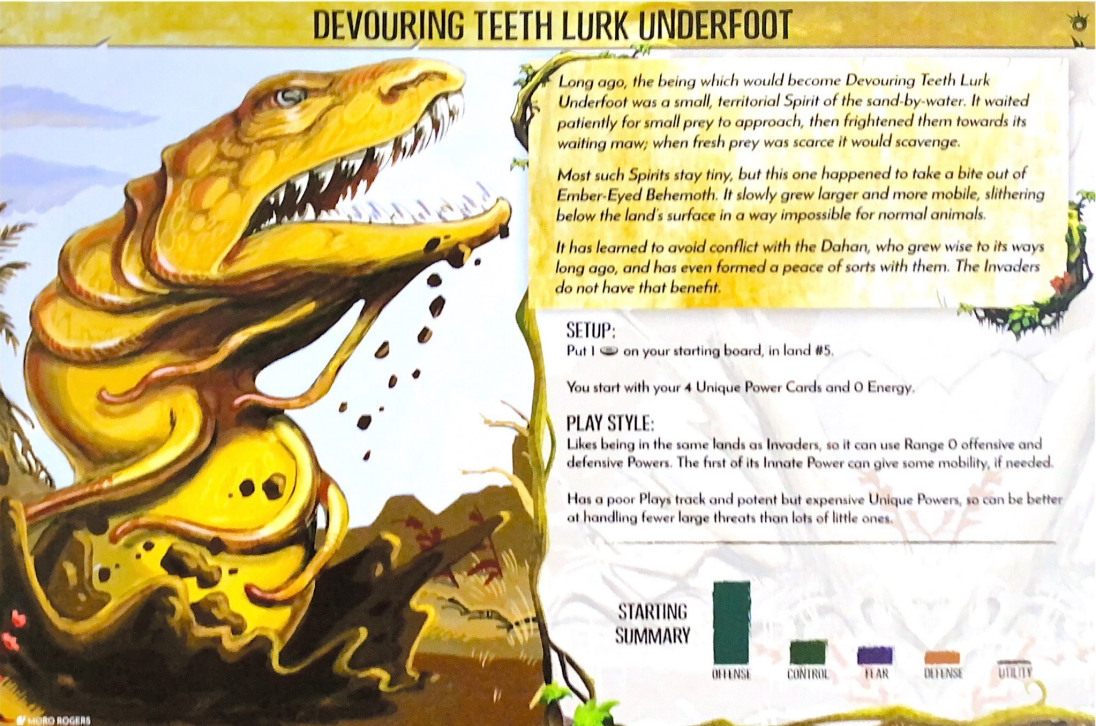 DEVOURING TEETH LURK UNDERFOOT
Long ago, the being which would become Devouring Teeth Lurk
Underfoot was a small, territorial Spirit of the sand-by-water. It waited
patiently for small prey to approach, then frightened them towards its
waiting maw; when fresh prey was scarce it would scavenge.
Most such Spirits stay tiny, but this one happened to take a bite out of
Ember-Eyed Behemoth. It slowly grew larger and more mobile, slithering
below the land's surface in a way impossible for normal animals.
It has learned to avoid conflict with the Dahan, who grew wise to its ways
long ago, and has even formed a peace of sorts with them. The Invaders
do not have that benefit.
SETUP:
Put 1 on your starting board, in land #5.
You start with your 4 Unique Power Cards and 0 Energy.
PLAY STYLE:
Likes being in the same lands as Invaders, so it can use Range 0 offensive and
defensive Powers. The first of its Innate Power can give some mobility, if needed.
Has a poor Plays track and potent but expensive Unique Powers, so can be better
at handling fewer large threats than lots of little ones.
STARTING
SUMMARY
OFFENSE CONTROL FEAR DEFENSE UTILITY
MORO ROGERS